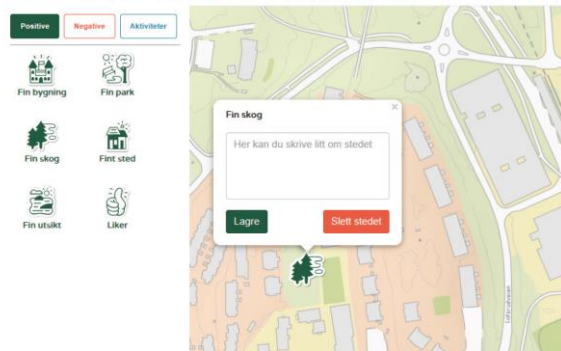 Positive
Negative
Aktiviteter
Fin bygning
Fin park
Fin skog
Fint sted
Fin utsikt
Liker
Fin skog
×
Her kan du skrive litt om stedet
Lagre
Slett stedet